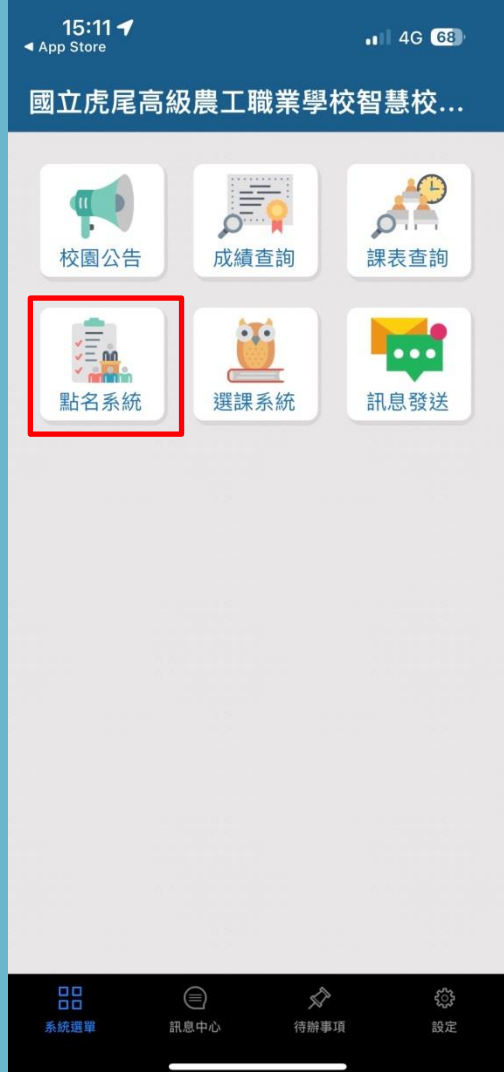 15:11
◀ App Store
4G 68
國立虎尾高級農工職業學校智慧校...
校園公告 成績查詢 課表查詢
點名系統 選課系統 訊息發送
系統選單 訊息中心 待辦事項 設定